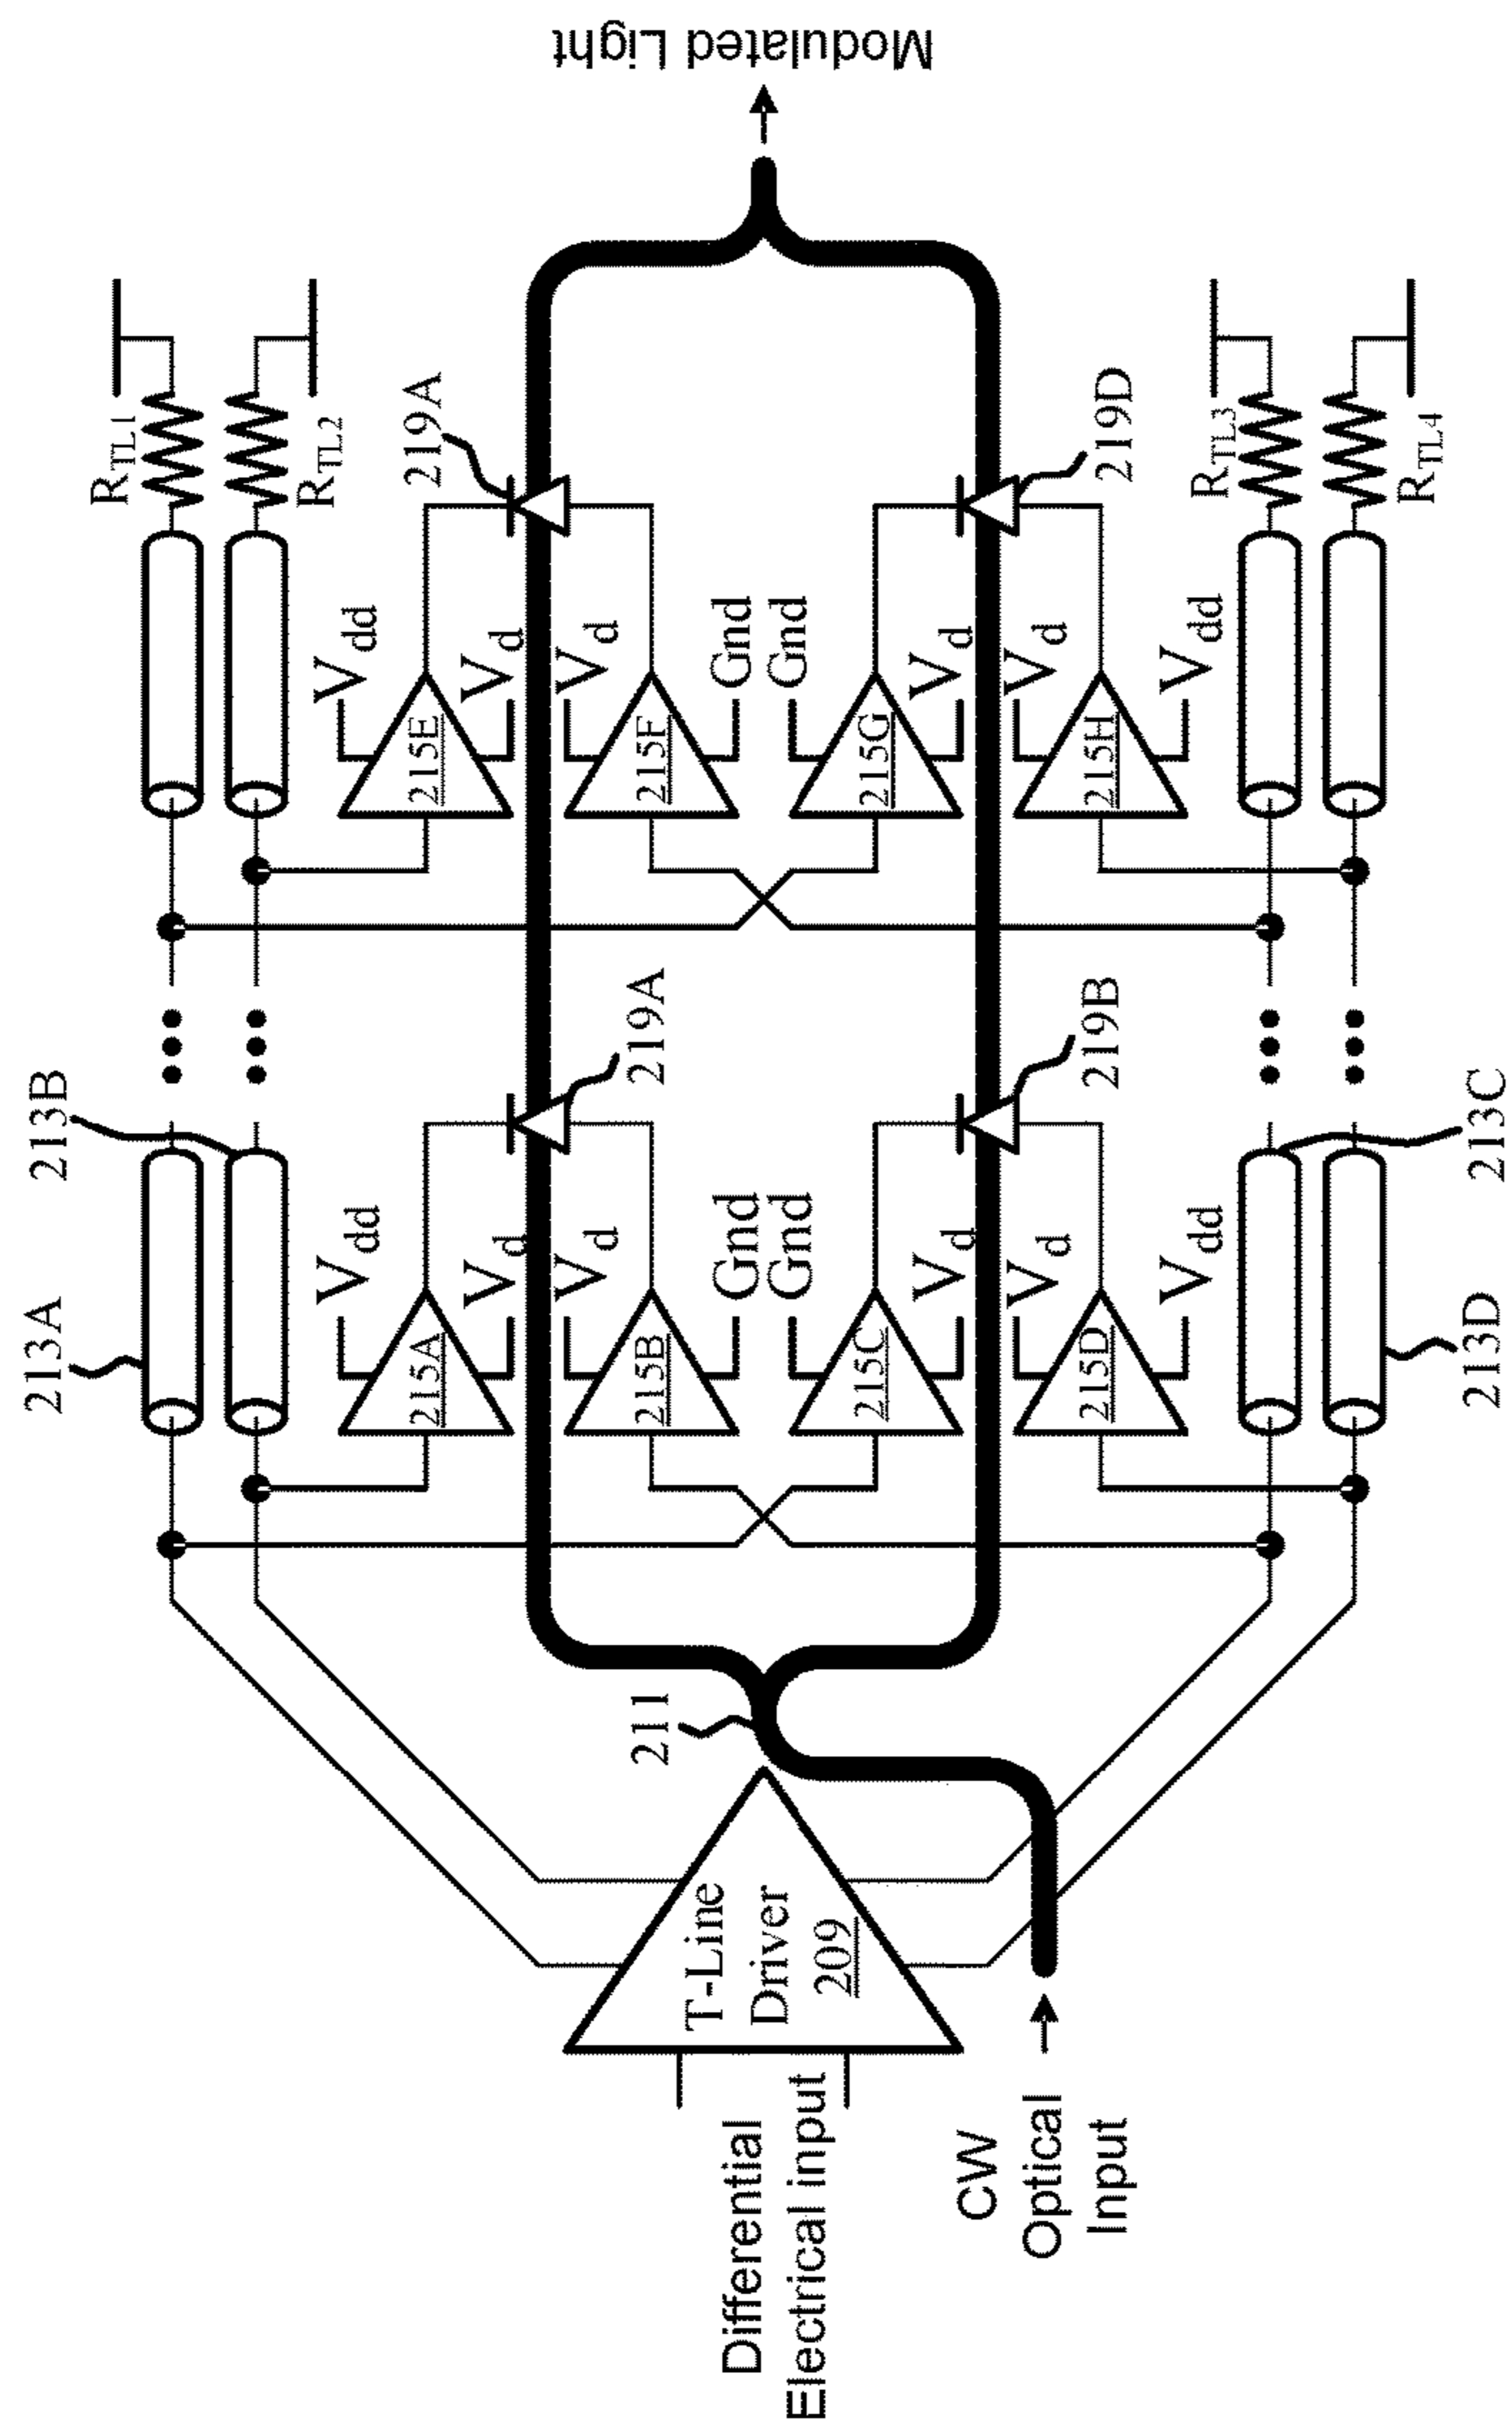 213A
213B
R_TL1
R_TL2
V_dd
V_d
V_d
Gnd
Gnd
V_d
V_d
V_dd
215A
215B
215C
215D
219A
219B
V_dd
V_d
V_d
Gnd
Gnd
V_d
V_d
V_dd
215E
215F
215G
215H
219A
219D
211
T-Line
Driver
209
Differential
Electrical input
CW
Optical
Input
Modulated Light
R_TL3
R_TL4
213C
213D